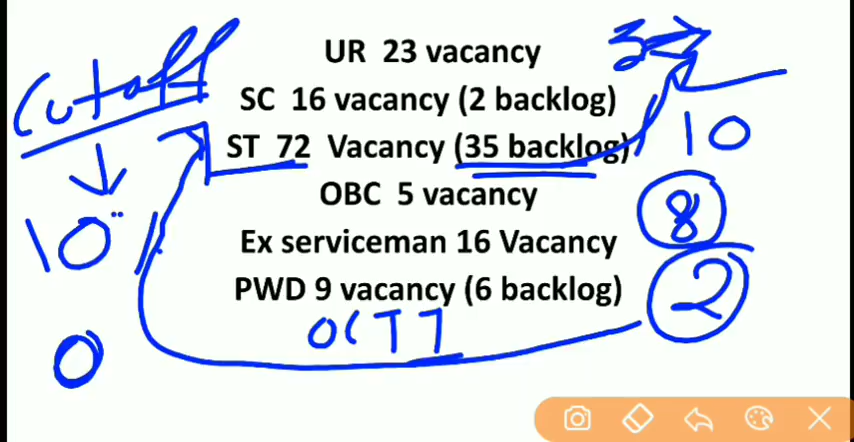 UR 23 vacancy
Cutoff
SC 16 vacancy (2 backlog)
ST 72 Vacancy (35 backlog)
10
OBC 5 vacancy
8
10
Ex serviceman 16 Vacancy
PWD 9 vacancy (6 backlog)
2
0